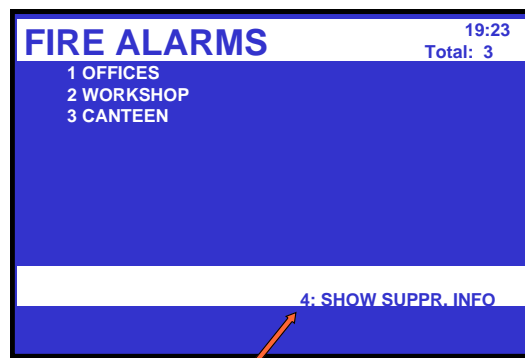 FIRE ALARMS
19:23
Total: 3
1 OFFICES
2 WORKSHOP
3 CANTEEN
4: SHOW SUPPR. INFO